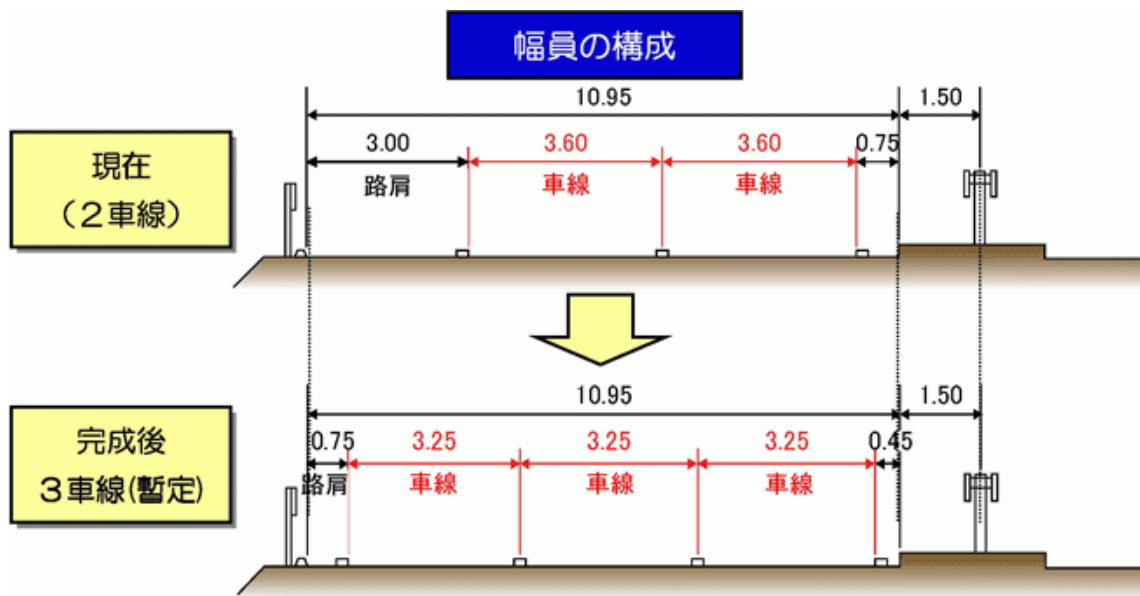 幅員の構成
10.95
1.50
現在
（２車線）
3.00
3.60
3.60
0.75
路肩
車線
車線
10.95
1.50
完成後
３車線(暫定)
0.75
3.25
3.25
3.25
0.45
路肩
車線
車線
車線